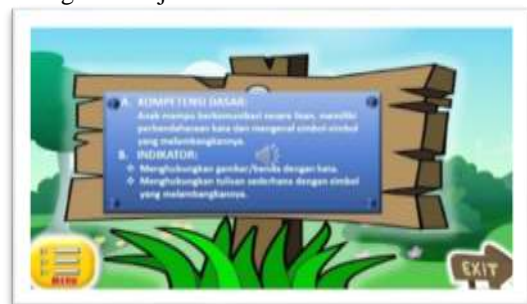 A. KOMPETENSI DASAR:
Anak mampu berkomunikasi secara lisan, memiliki
perbendaharaan kata dan mengenal simbol-simbol
yang melambangkannya.
B. INDIKATOR:
❖ Menghubungkan gambar/benda dengan kata.
❖ Menghubungkan tulisan sederhana dengan simbol
yang melambangkannya.
MENU
EXIT